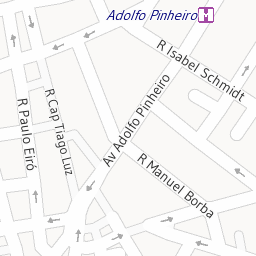 Adolfo Pinheiro M
R Isabel Schmidt
Av Adolfo Pinheiro
R Cap Tiago Luz
R Paulo Eiró
R Manuel Borba